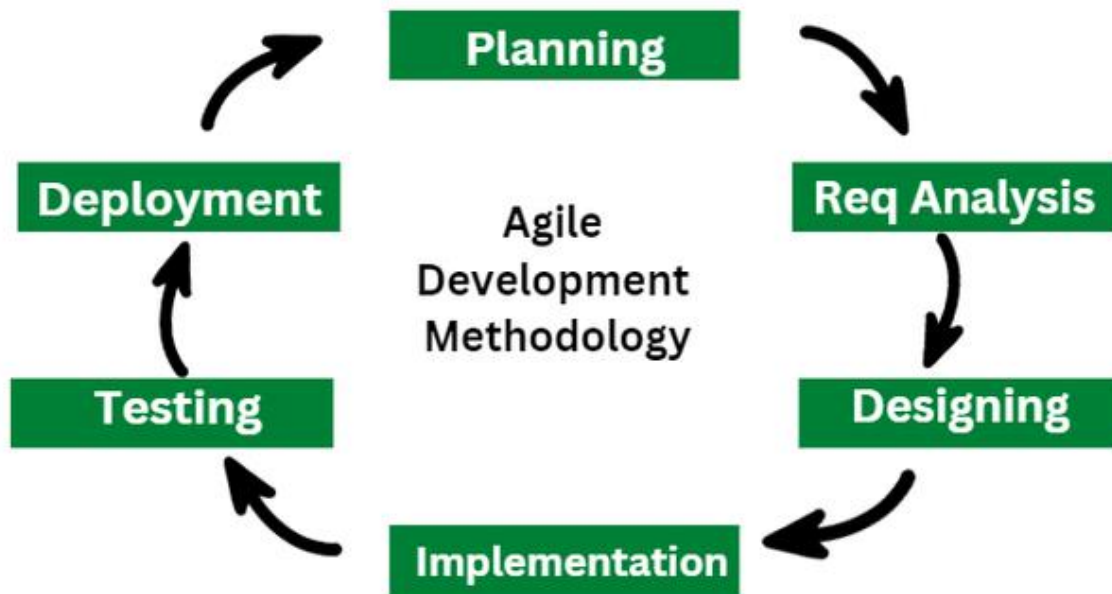 Planning
Deployment
Req Analysis
Agile
Development
Methodology
Testing
Designing
Implementation